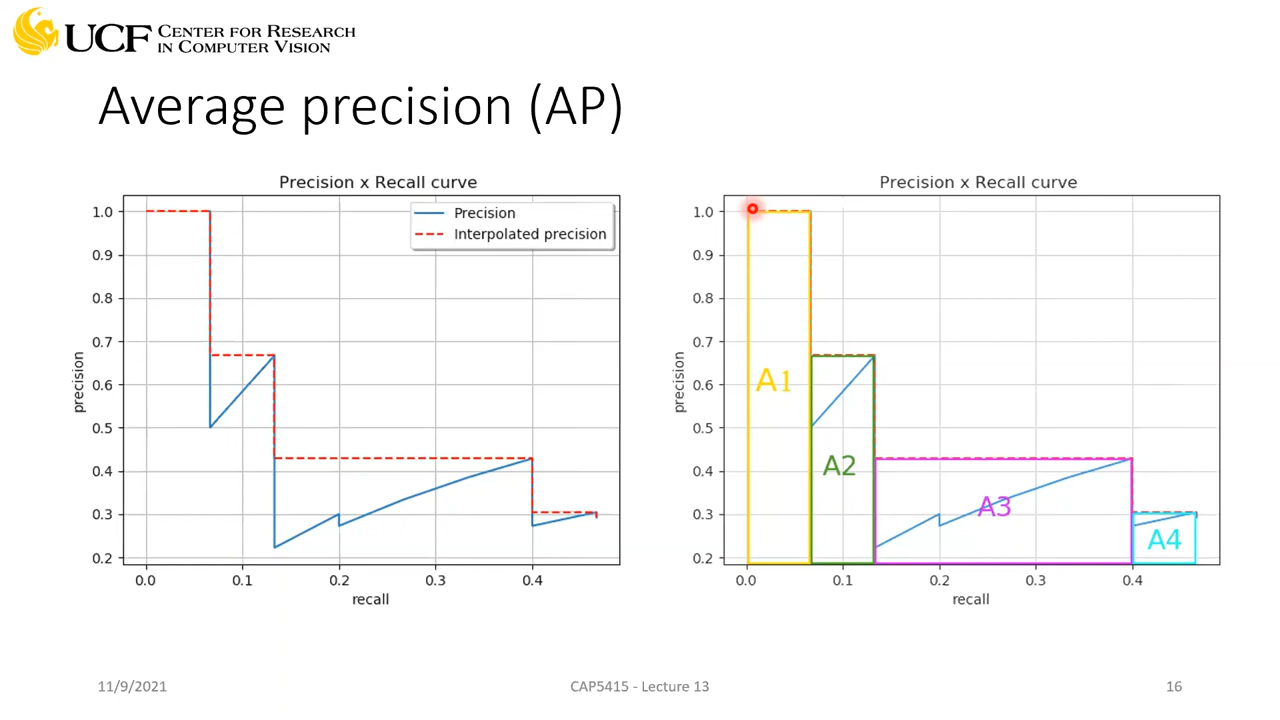 UCF CENTER FOR RESEARCH
IN COMPUTER VISION
Average precision (AP)
Precision x Recall curve
Precision
Interpolated precision
1.0
0.9
0.8
0.7
0.6
0.5
0.4
0.3
0.2
precision
0.0 0.1 0.2 0.3 0.4
recall
Precision x Recall curve
1.0
0.9
0.8
0.7
0.6
0.5
0.4
0.3
0.2
precision
A1
A2
A3
A4
0.0 0.1 0.2 0.3 0.4
recall
11/9/2021
CAP5415 - Lecture 13
16